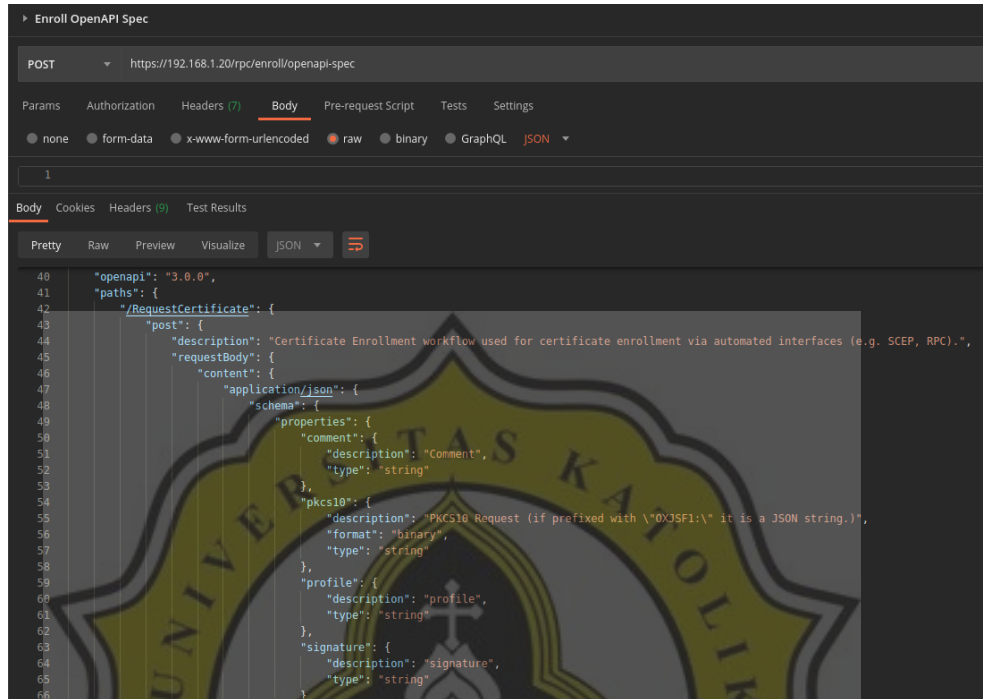 Enroll OpenAPI Spec
POST https://192.168.1.20/rpc/enroll/openapi-spec
Params Authorization Headers (7) Body Pre-request Script Tests Settings
none form-data x-www-form-urlencoded raw binary GraphQL JSON
1
Body Cookies Headers (9) Test Results
Pretty Raw Preview Visualize JSON
40 "openapi": "3.0.0",
41 "paths": {
42 "/RequestCertificate": {
43 "post": {
44 "description": "Certificate Enrollment workflow used for certificate enrollment via automated interfaces (e.g. SCEP, RPC).",
45 "requestBody": {
46 "content": {
47 "application/json": {
48 "schema": {
49 "properties": {
50 "comment": {
51 "description": "Comment",
52 "type": "string"
53 },
54 "pkcs10": {
55 "description": "PKCS10 Request (if prefixed with \"OXJSF1:\" it is a JSON string.)",
56 "format": "binary",
57 "type": "string"
58 },
59 "profile": {
60 "description": "profile",
61 "type": "string"
62 },
63 "signature": {
64 "description": "signature",
65 "type": "string"
66 }
UNIVERSITAS KATOLIK